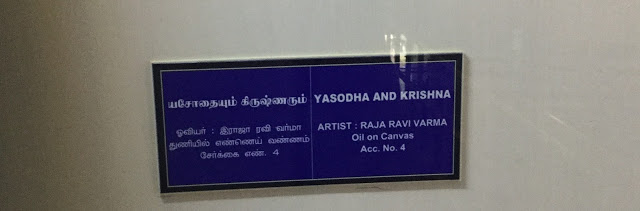 யசோதையும் கிருஷ்ணரும்
ஓவியர் : இராஜா ரவி வர்மா
துணியில் எண்ணெய் வண்ணம்
சேர்க்கை எண். 4
YASODHA AND KRISHNA
ARTIST : RAJA RAVI VARMA
Oil on Canvas
Acc. No. 4